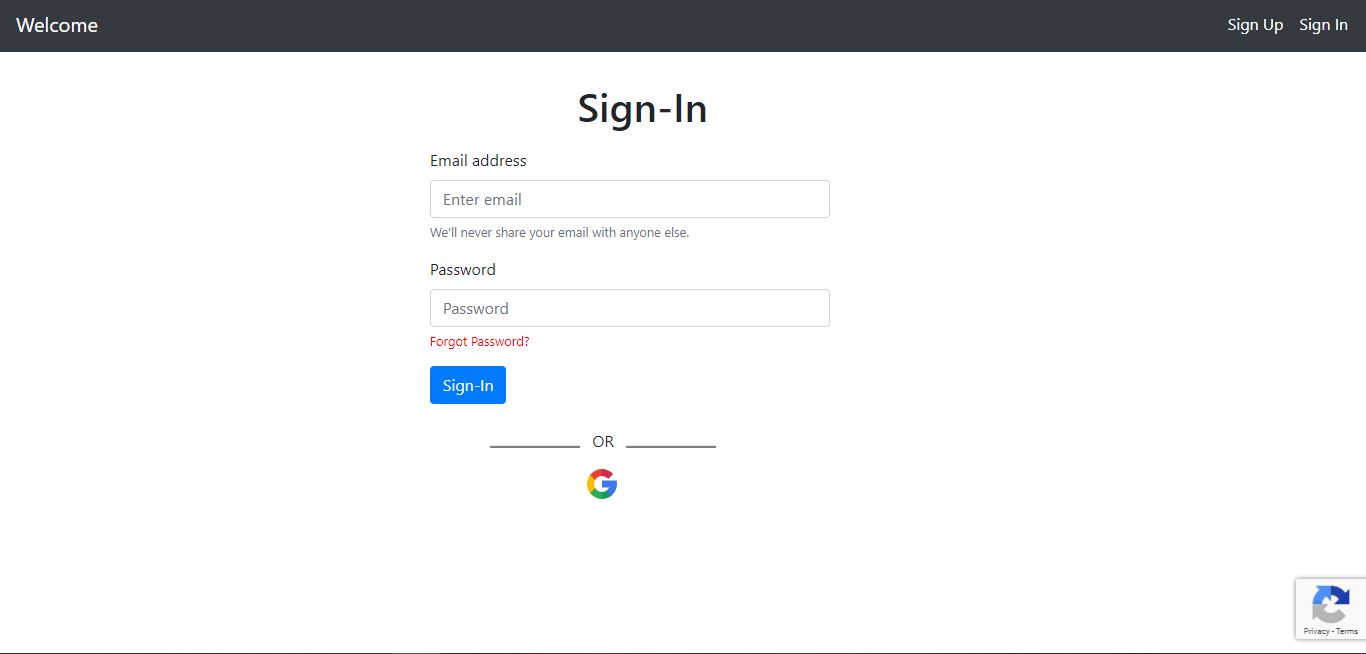 Welcome
Sign Up Sign In
Sign-In
Email address
Enter email
We'll never share your email with anyone else.
Password
Password
Forgot Password?
Sign-In
OR
Privacy - Terms